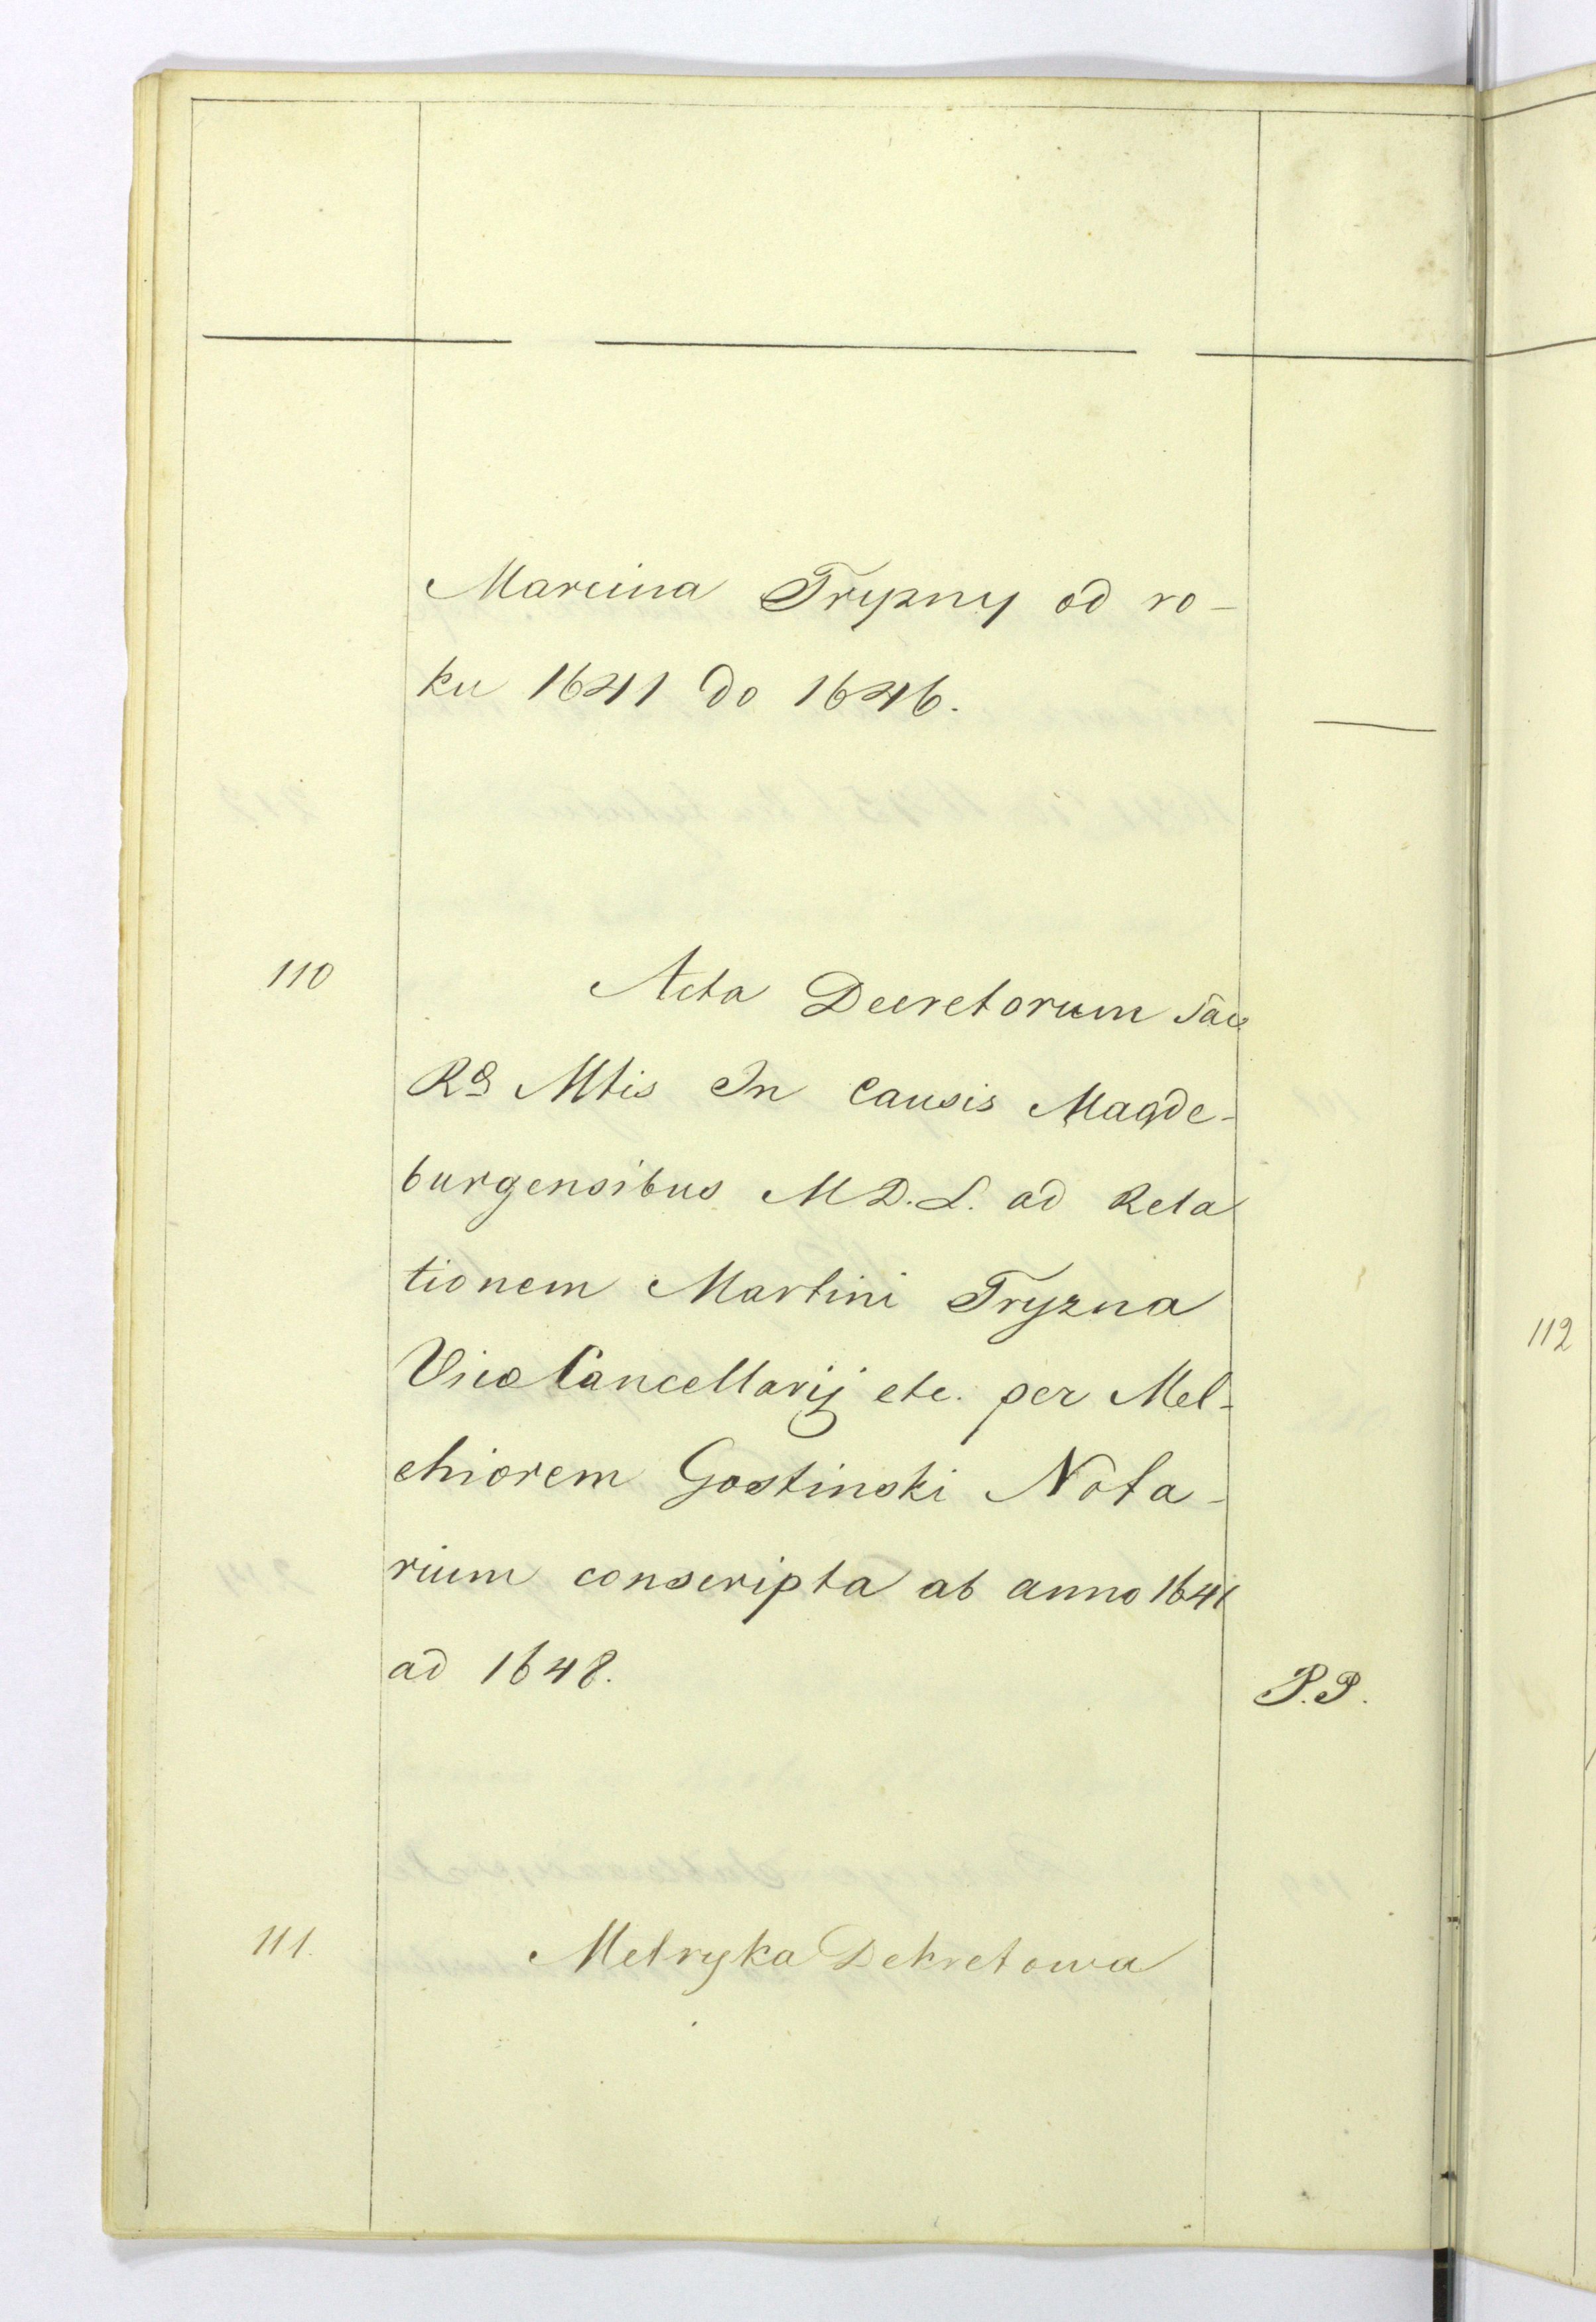 Marcina Tryzny od ro-
ku 1641 do 1646.
110
Acta Decretorum Sac
Rs Mtis In Causis Magde-
burgensibus M D. L. ad Rela
tionem Martini Tryzna
Vice Cancellarij etc. per Mel-
chiorem Gostinski Nota-
rium conscripta ab anno 1641
ad 1648.
P.P.
111.
Metryka Dekretowa
112